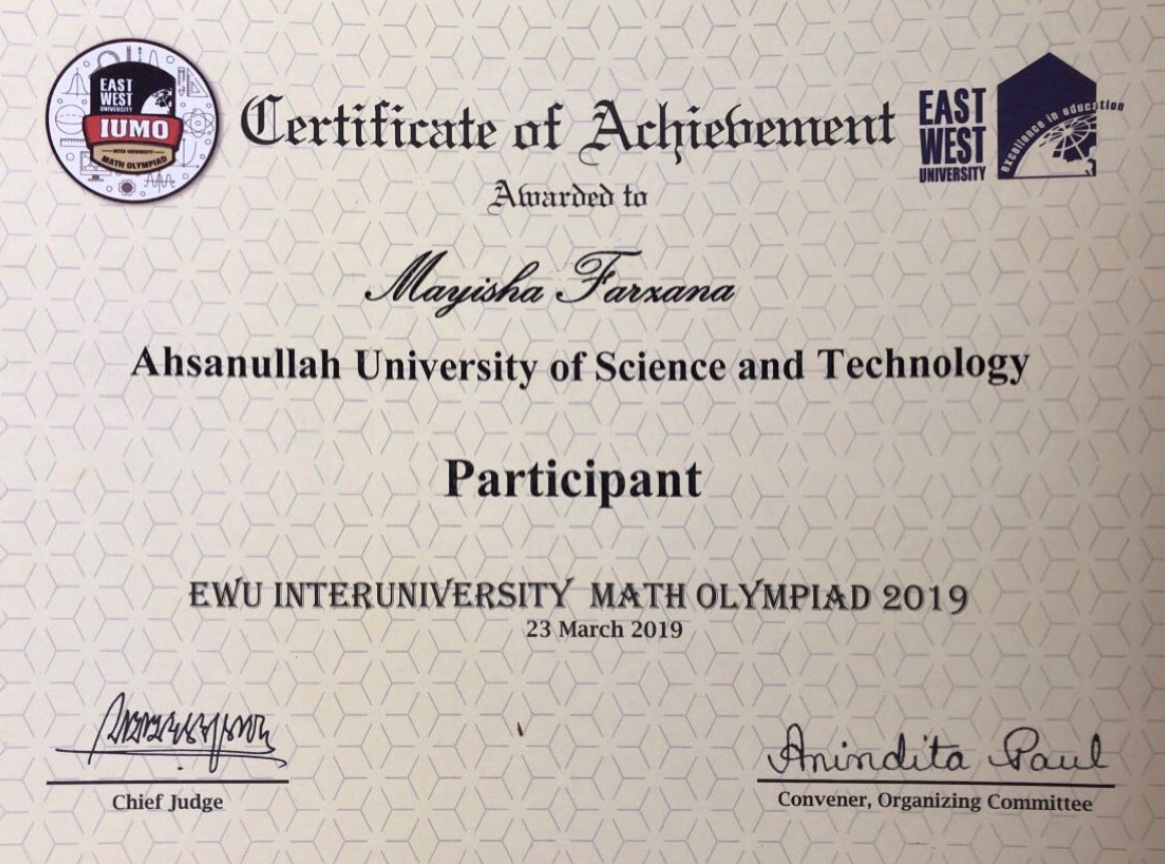 EAST
WEST
UNIVERSITY
IUMO
INTER UNIVERSITY
MATH OLYMPIAD
Certificate of Achievement
EAST
WEST
UNIVERSITY
excellence in education
Awarded to
Mayisha Farzana
Ahsanullah University of Science and Technology
Participant
EWU INTERUNIVERSITY MATH OLYMPIAD 2019
23 March 2019
Anindita Paul
Chief Judge
Convener, Organizing Committee